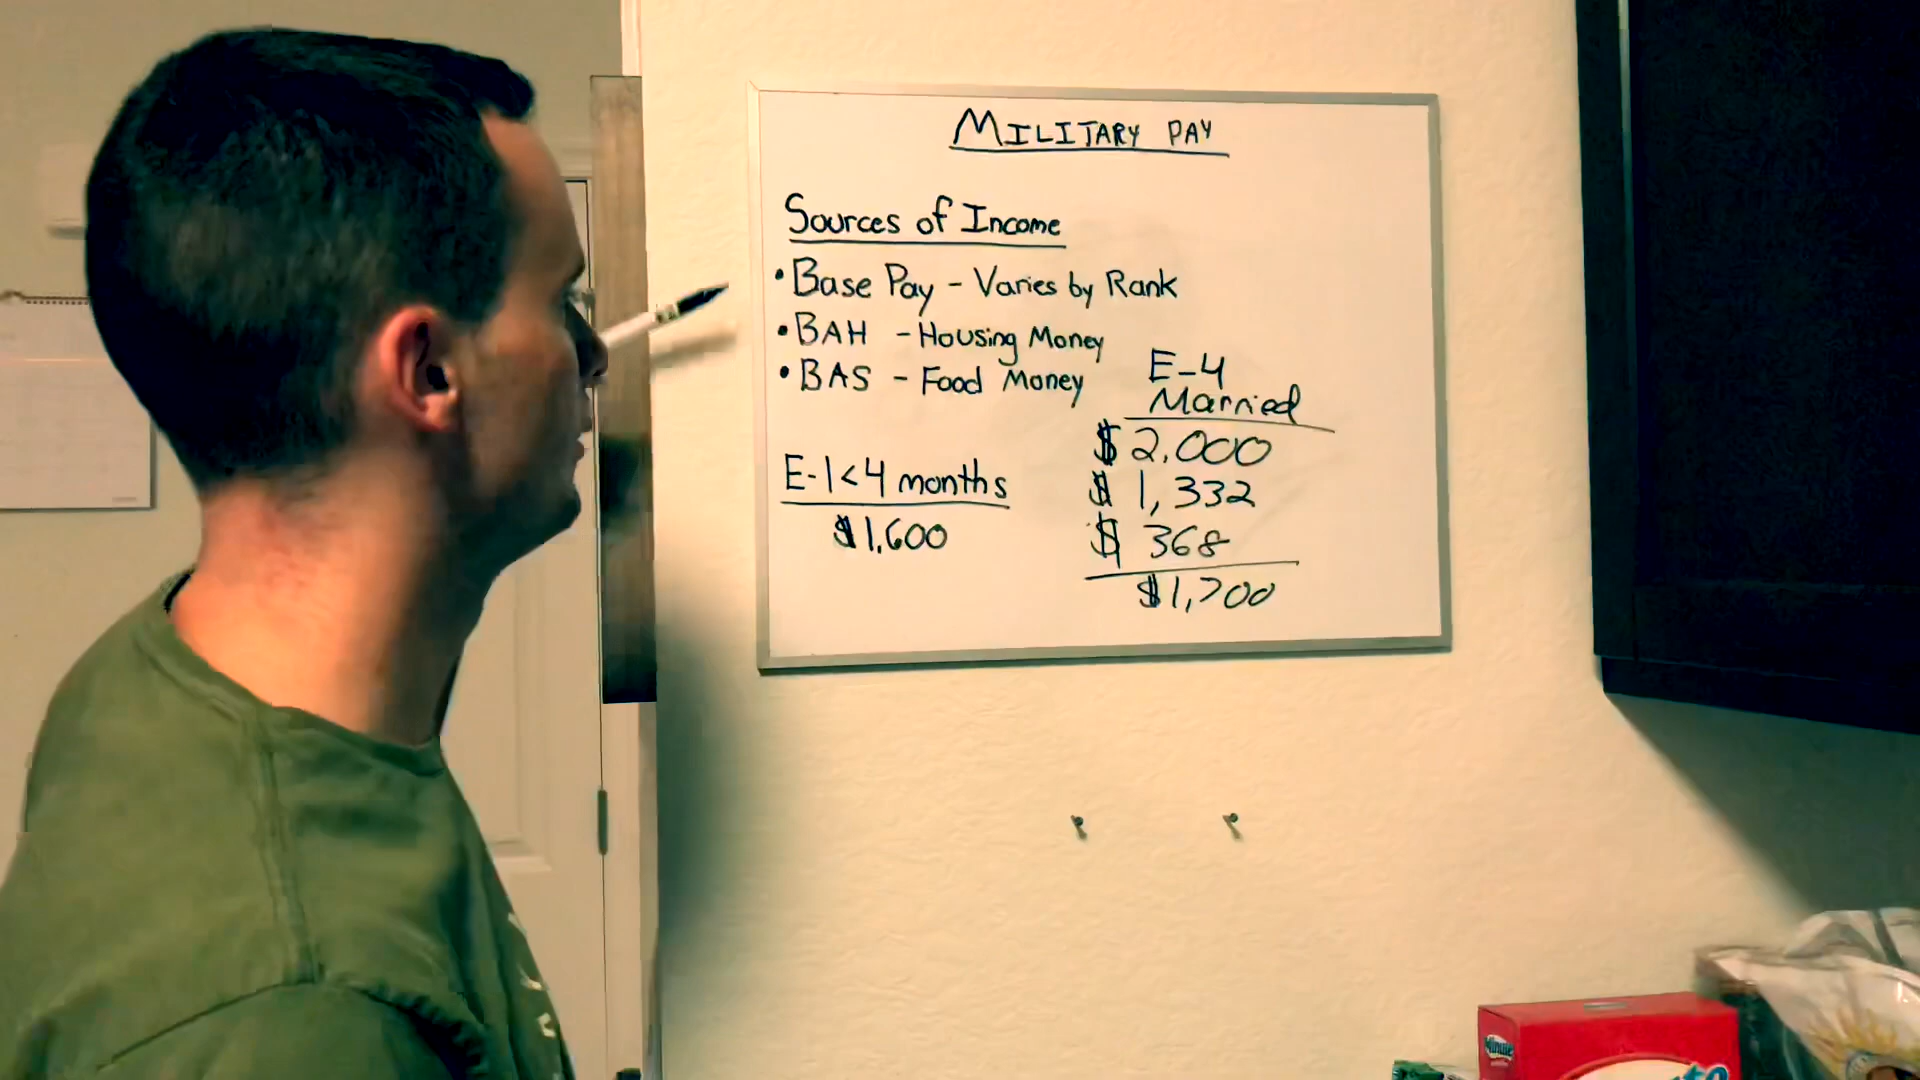 MILITARY PAY
Sources of Income
• Base Pay - Varies by Rank
• BAH - Housing Money
• BAS - Food Money
E-1<4 months
$1,600
E-4
Married
$ 2,000
$ 1,332
$ 368
$1,700
Minute